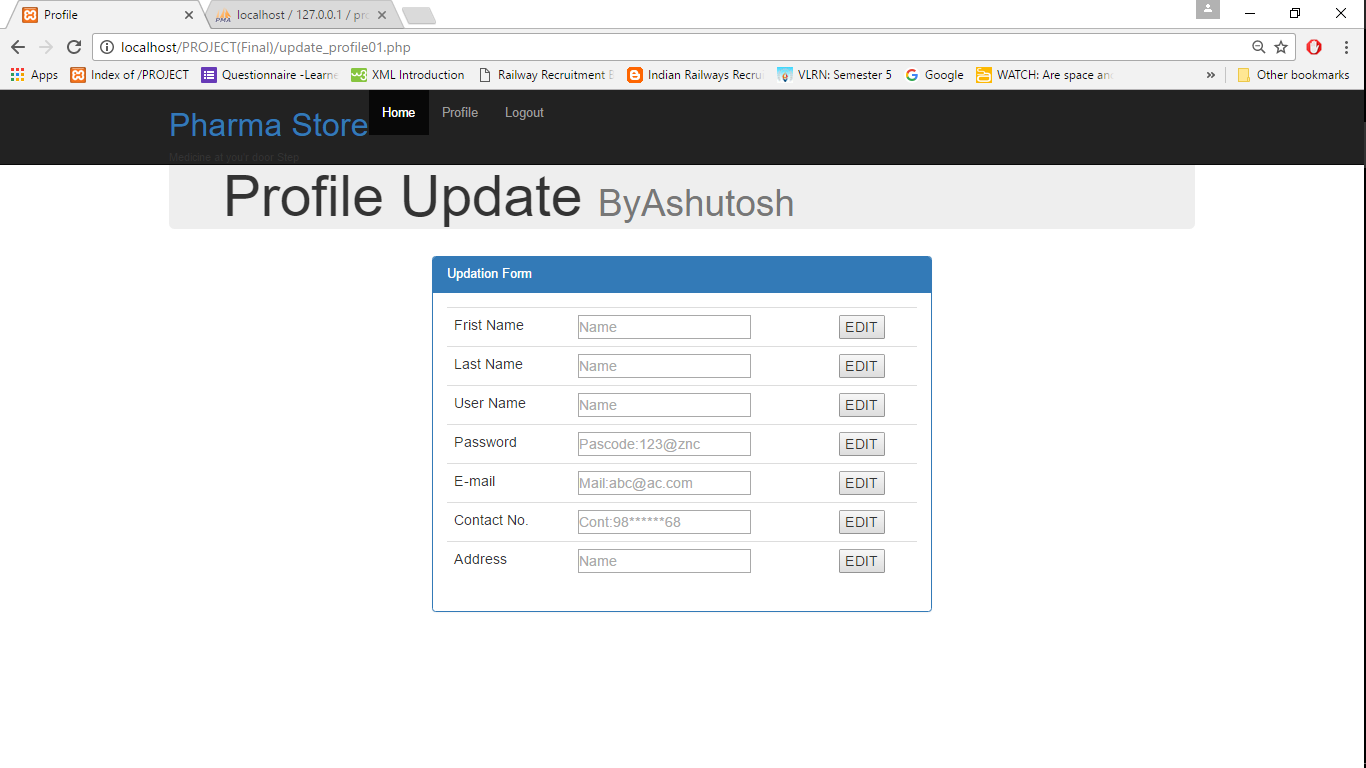 Profile
localhost / 127.0.0.1 / pro
localhost/PROJECT(Final)/update_profile01.php
Apps
Index of /PROJECT
Questionnaire -Learne
XML Introduction
Railway Recruitment
Indian Railways Recru
VLRN: Semester 5
Google
WATCH: Are space an
»
Other bookmarks
Pharma Store
Home
Profile
Logout
Medicine at your door Step
Profile Update ByAshutosh
Updation Form
Frist Name Name EDIT
Last Name Name EDIT
User Name Name EDIT
Password Pascode:123@znc EDIT
E-mail Mail:abc@ac.com EDIT
Contact No. Cont:98******68 EDIT
Address Name EDIT